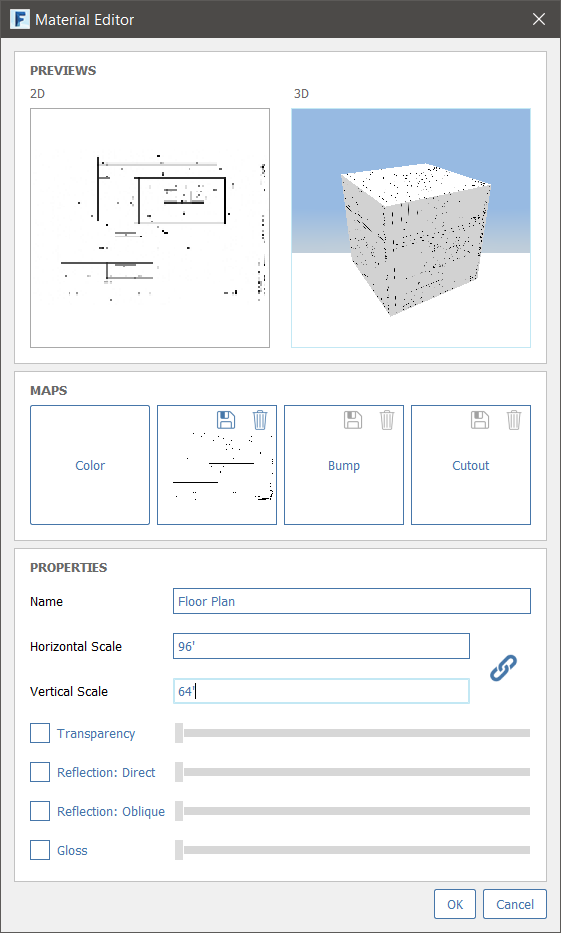 Material Editor
PREVIEWS
2D
3D
MAPS
Color
Bump
Cutout
PROPERTIES
Name
Floor Plan
Horizontal Scale
96'
Vertical Scale
64'
Transparency
Reflection: Direct
Reflection: Oblique
Gloss
OK
Cancel